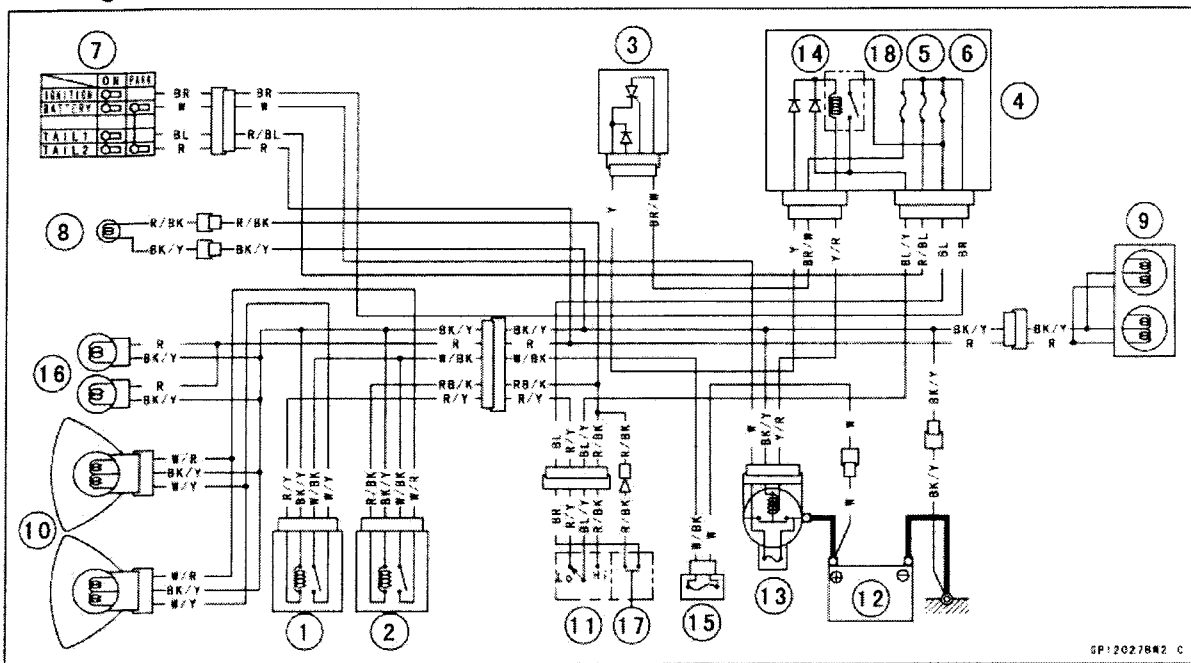 7
3
14
18
5
6
4
ON PARK
IGNITION
BATTERY
TAIL1
TAIL2
BR
W
BL
R
BR
W
R/BL
R
8
R/BK
R/BK
BK/Y
BK/Y
Y
BR/W
Y
BR/W
Y/R
BL/Y
R/BL
BL
BR
9
BK/Y
BK/Y
BK/Y
BK/Y
R
R
R
R
W/BK
W/BK
RB/K
RB/K
R/Y
R/Y
16
R
BK/Y
R
BK/Y
10
W/R
BK/Y
W/Y
W/R
BK/Y
W/Y
R/Y
BK/Y
W/BK
W/Y
R/BK
BK/Y
W/BK
W/R
1
2
BL
R/Y
BL/Y
R/BK
R/BK
BR
R/Y
BL/Y
R/BK
R/BK
11
17
W/BK
W
15
W
BK/Y
Y/R
13
W
W
BK/Y
BK/Y
12
GP120278W2 C